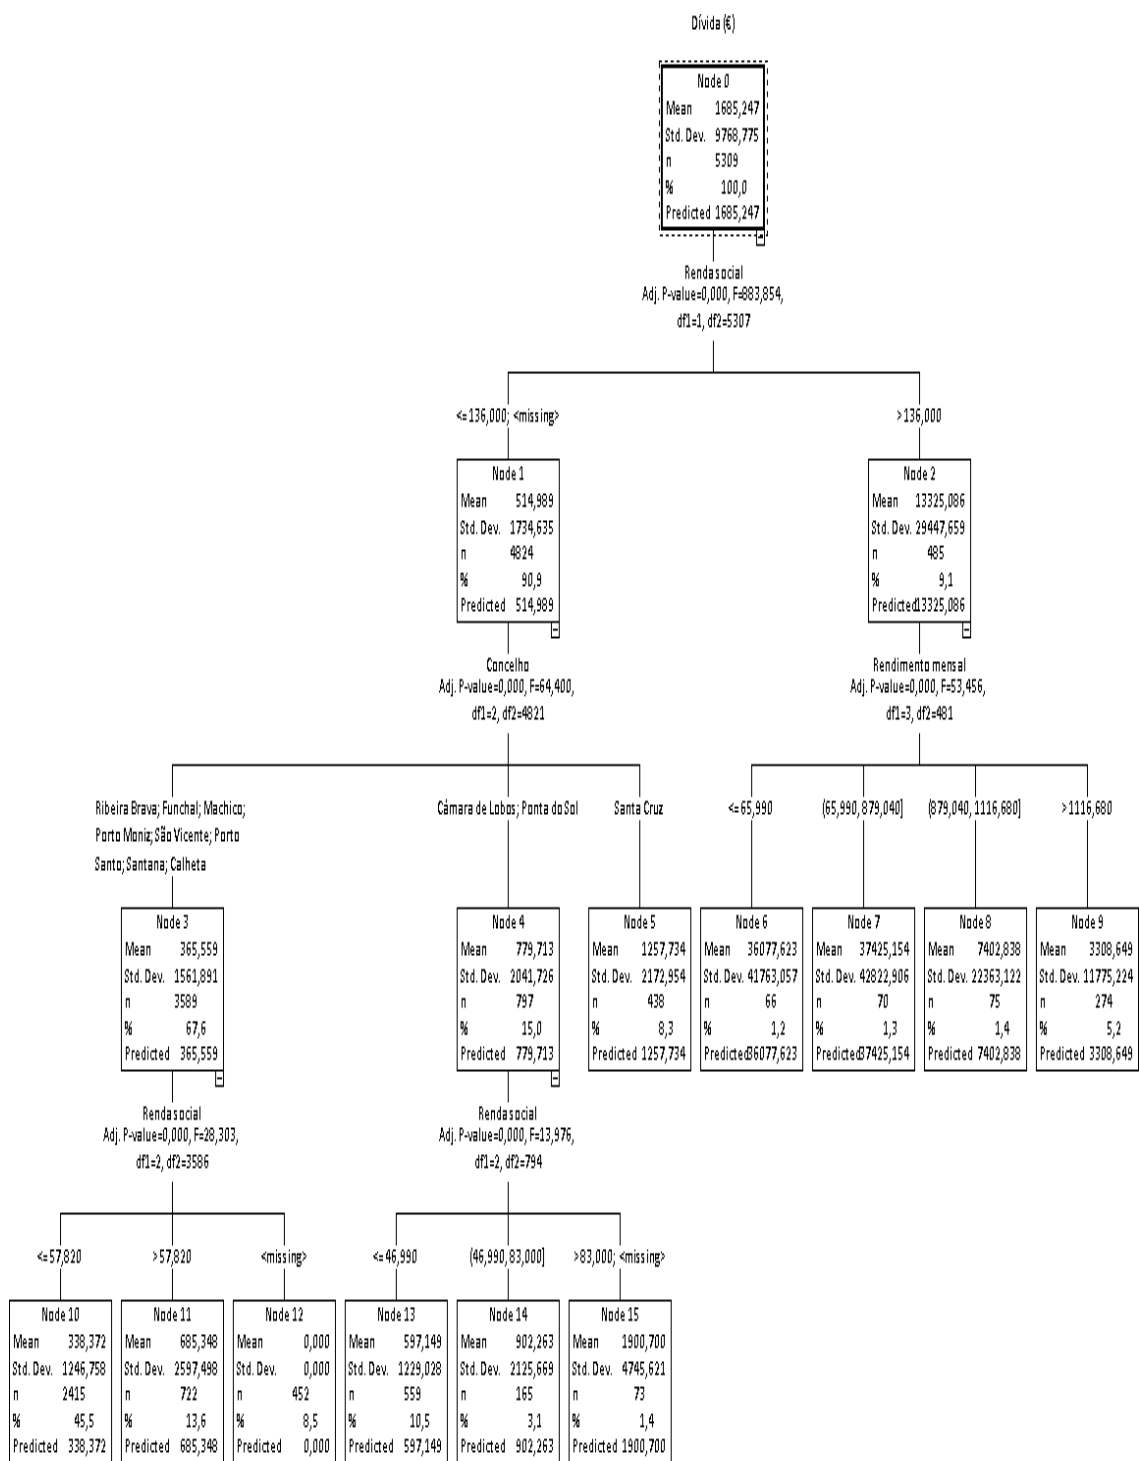 Dívida (€)
Node 0
Mean 1685,247
Std. Dev. 9768,775
n 5309
% 100,0
Predicted 1685,247
Renda social
Adj. P-value=0,000, F=883,854,
df1=1, df2=5307
<=136,000; <missing>
>136,000
Node 1
Mean 514,989
Std. Dev. 1734,635
n 4824
% 90,9
Predicted 514,989
Node 2
Mean 13325,086
Std. Dev. 29447,659
n 485
% 9,1
Predicted 13325,086
Concelho
Adj. P-value=0,000, F=64,400,
df1=2, df2=4821
Rendimento mensal
Adj. P-value=0,000, F=53,456,
df1=3, df2=481
Ribeira Brava; Funchal; Machico;
Porto Moniz; São Vicente; Porto
Santo; Santana; Calheta
Câmara de Lobos; Ponta do Sol
Santa Cruz
<=65,990
(65,990, 879,040]
(879,040, 1116,680]
>1116,680
Node 3
Mean 365,559
Std. Dev. 1561,891
n 3589
% 67,6
Predicted 365,559
Node 4
Mean 779,713
Std. Dev. 2041,726
n 797
% 15,0
Predicted 779,713
Node 5
Mean 1257,734
Std. Dev. 2172,954
n 438
% 8,3
Predicted 1257,734
Node 6
Mean 36077,623
Std. Dev. 41763,057
n 66
% 1,2
Predicted 36077,623
Node 7
Mean 37425,154
Std. Dev. 42822,906
n 70
% 1,3
Predicted 37425,154
Node 8
Mean 7402,838
Std. Dev. 22363,122
n 75
% 1,4
Predicted 7402,838
Node 9
Mean 3308,649
Std. Dev. 11775,224
n 274
% 5,2
Predicted 3308,649
Renda social
Adj. P-value=0,000, F=28,303,
df1=2, df2=3586
Renda social
Adj. P-value=0,000, F=13,976,
df1=2, df2=794
<=57,820
>57,820
<missing>
<=46,990
(46,990, 83,000]
>83,000; <missing>
Node 10
Mean 338,372
Std. Dev. 1246,758
n 2415
% 45,5
Predicted 338,372
Node 11
Mean 685,348
Std. Dev. 2597,498
n 722
% 13,6
Predicted 685,348
Node 12
Mean 0,000
Std. Dev. 0,000
n 452
% 8,5
Predicted 0,000
Node 13
Mean 597,149
Std. Dev. 1229,028
n 559
% 10,5
Predicted 597,149
Node 14
Mean 902,263
Std. Dev. 2125,669
n 165
% 3,1
Predicted 902,263
Node 15
Mean 1900,700
Std. Dev. 4745,621
n 73
% 1,4
Predicted 1900,700